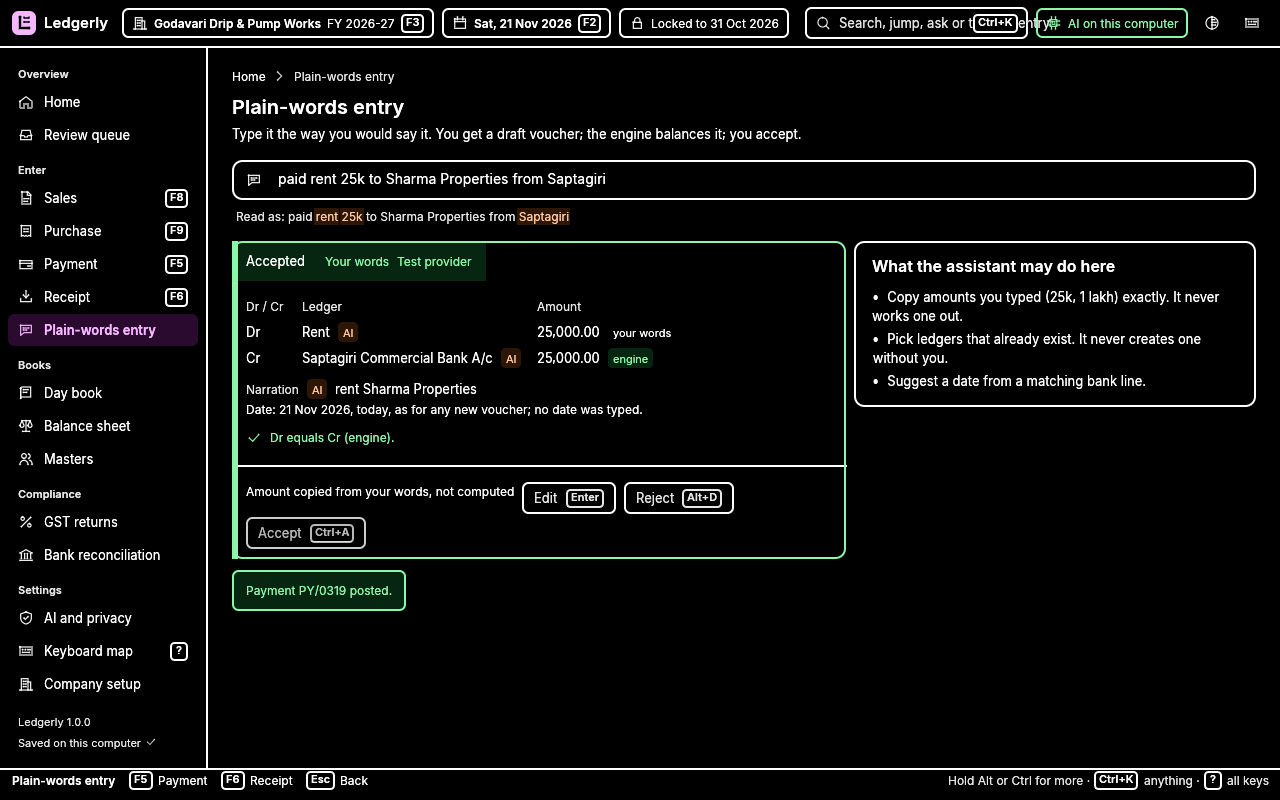 Ledgerly
Godavari Drip & Pump Works FY 2026-27 F3
Sat, 21 Nov 2026 F2
Locked to 31 Oct 2026
Search, jump, ask or t Ctrl+K entry
AI on this computer
Overview
Home
Review queue
Enter
Sales F8
Purchase F9
Payment F5
Receipt F6
Plain-words entry
Books
Day book
Balance sheet
Masters
Compliance
GST returns
Bank reconciliation
Settings
AI and privacy
Keyboard map ?
Company setup
Ledgerly 1.0.0
Saved on this computer
Home > Plain-words entry
Plain-words entry
Type it the way you would say it. You get a draft voucher; the engine balances it; you accept.
paid rent 25k to Sharma Properties from Saptagiri
Read as: paid rent 25k to Sharma Properties from Saptagiri
Accepted Your words Test provider
Dr / Cr Ledger Amount
Dr Rent AI 25,000.00 your words
Cr Saptagiri Commercial Bank A/c AI 25,000.00 engine
Narration AI rent Sharma Properties
Date: 21 Nov 2026, today, as for any new voucher; no date was typed.
Dr equals Cr (engine).
Amount copied from your words, not computed Edit Enter Reject Alt+D
Accept Ctrl+A
Payment PY/0319 posted.
What the assistant may do here
• Copy amounts you typed (25k, 1 lakh) exactly. It never
works one out.
• Pick ledgers that already exist. It never creates one
without you.
• Suggest a date from a matching bank line.
Plain-words entry F5 Payment F6 Receipt Esc Back
Hold Alt or Ctrl for more · Ctrl+K anything · ? all keys